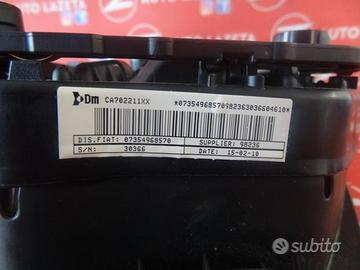 AUTO LAZETA
Dm CA702211XX *07354968570982363036604610*
DIS.FIAT: 07354968570 SUPPLIER: 98236
S/N: 30366 DATE: 15-02-10
subito